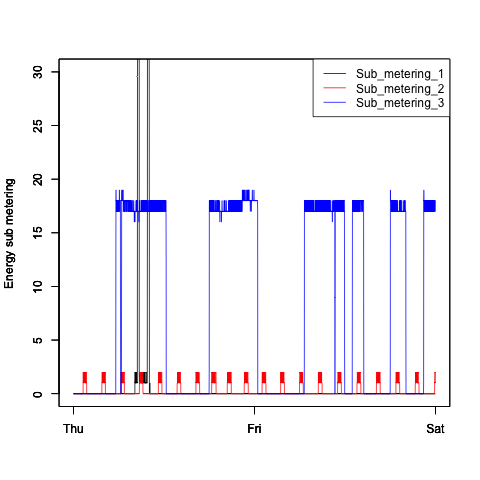 Sub_metering_1
Sub_metering_2
Sub_metering_3
30
25
20
15
10
5
0
Energy sub metering
Thu
Fri
Sat